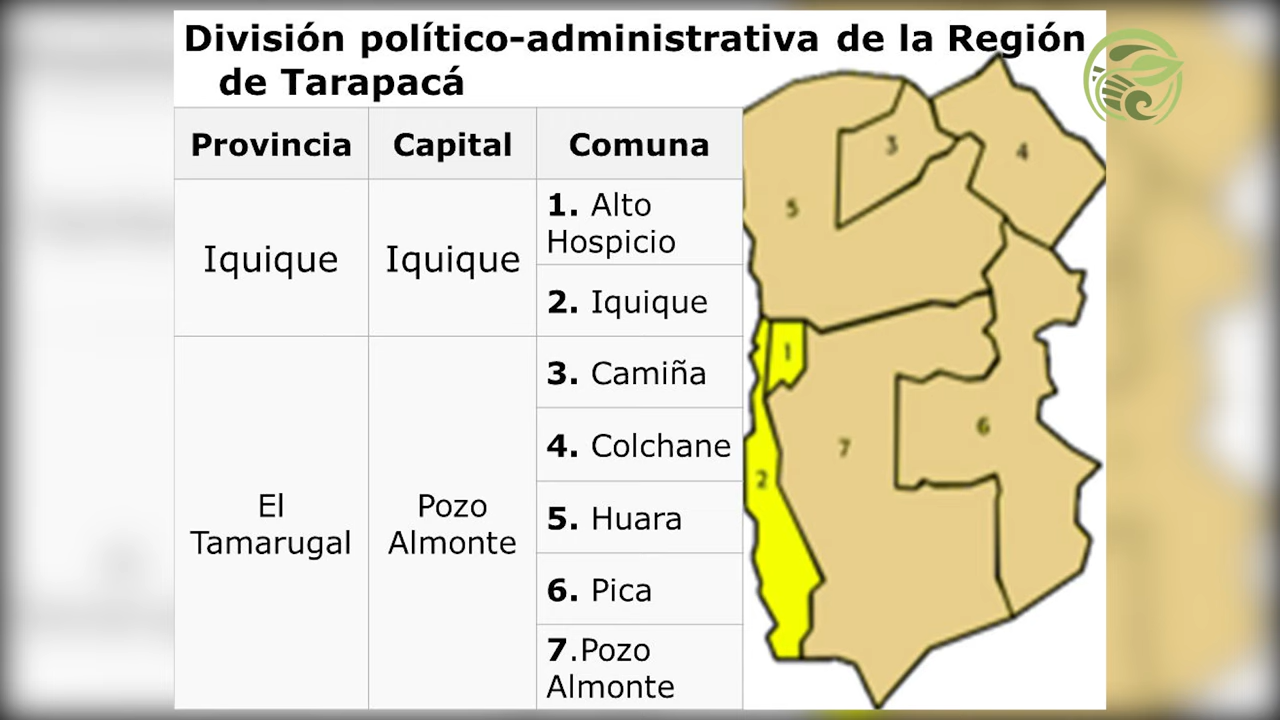 División político-administrativa de la Región
de Tarapacá
Provincia Capital Comuna
Iquique Iquique
1. Alto
Hospicio
2. Iquique
El
Tamarugal
Pozo
Almonte
3. Camiña
4. Colchane
5. Huara
6. Pica
7.Pozo
Almonte
5
3
4
1
2
7
6